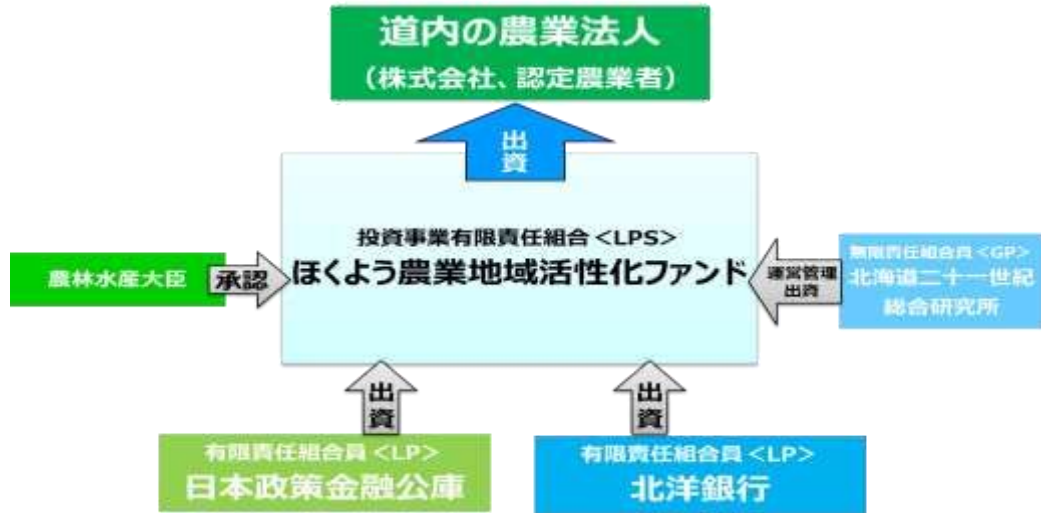 道内の農業法人
（株式会社、認定農業者）
出
資
投資事業有限責任組合<LPS>
ほくよう農業地域活性化ファンド
農林水産大臣
承認
運営管理
出資
無限責任組合員<GP>
北海道二十一世紀
総合研究所
出
資
出
資
有限責任組合員<LP>
日本政策金融公庫
有限責任組合員<LP>
北洋銀行